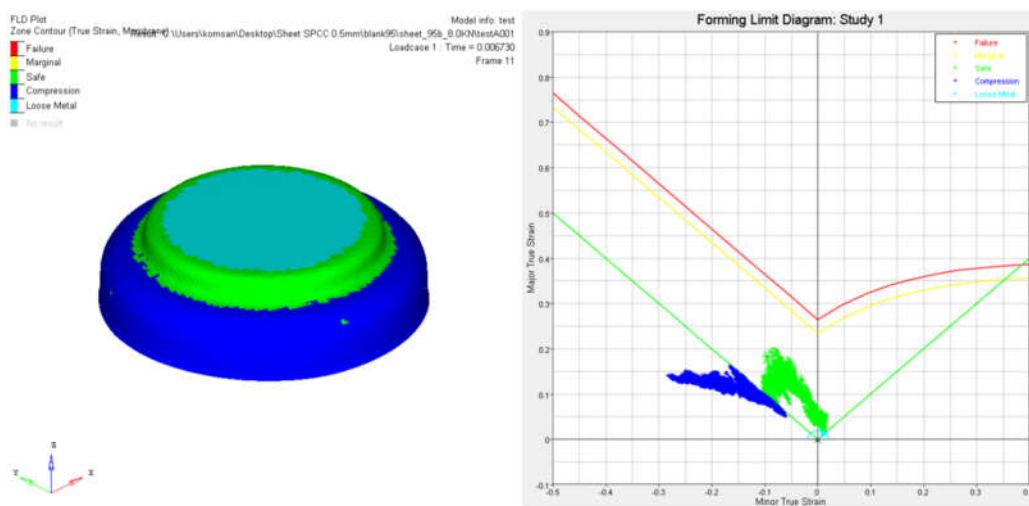 FLD Plot
Zone Contour (True Strain, Membrane)
Model info: test
Result: C:\Users\komsan\Desktop\Sheet SPCC 0.5mm\blank95\sheet_95b_8.0KN\testA001
Loadcase 1 : Time = 0.006730
Frame 11
Failure
Marginal
Safe
Compression
Loose Metal
No result
Z
Y
X
Forming Limit Diagram: Study 1
Failure
Marginal
Safe
Compression
Loose Metal
Major True Strain
0.9
0.8
0.7
0.6
0.5
0.4
0.3
0.2
0.1
0
-0.1
-0.5
-0.4
-0.3
-0.2
-0.1
0
0.1
0.2
0.3
0.4
Minor True Strain